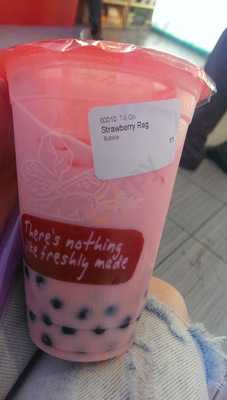 Strawberry Reg
Bubble
There's nothing
like freshly made